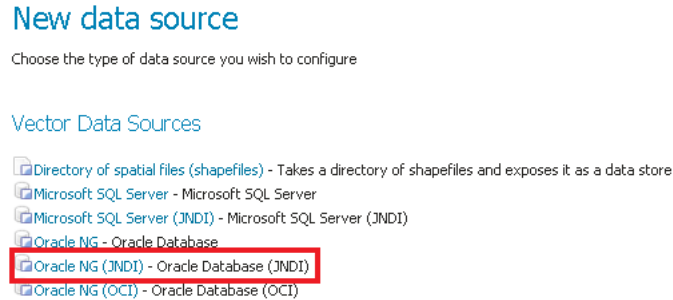 New data source
Choose the type of data source you wish to configure
Vector Data Sources
Directory of spatial files (shapefiles) - Takes a directory of shapefiles and exposes it as a data store
Microsoft SQL Server - Microsoft SQL Server
Microsoft SQL Server (JNDI) - Microsoft SQL Server (JNDI)
Oracle NG - Oracle Database
Oracle NG (JNDI) - Oracle Database (JNDI)
Oracle NG (OCI) - Oracle Database (OCI)